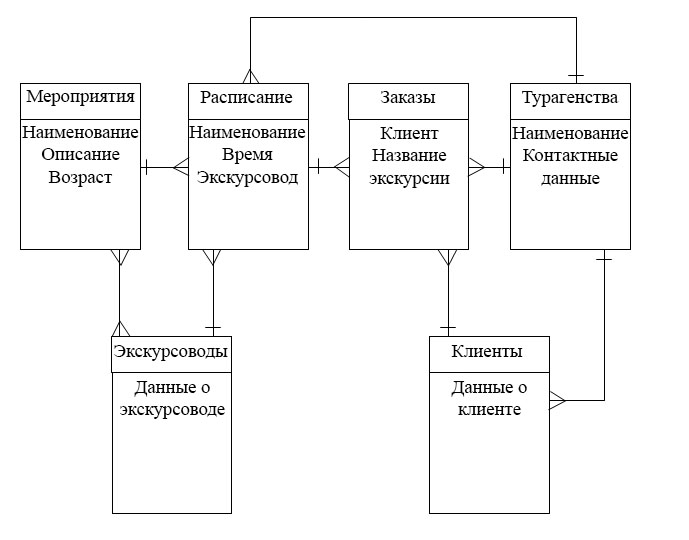 Мероприятия
Наименование
Описание
Возраст
Расписание
Наименование
Время
Экскурсовод
Заказы
Клиент
Название
экскурсии
Турагенства
Наименование
Контактные
данные
Экскурсоводы
Данные о
экскурсоводе
Клиенты
Данные о
клиенте